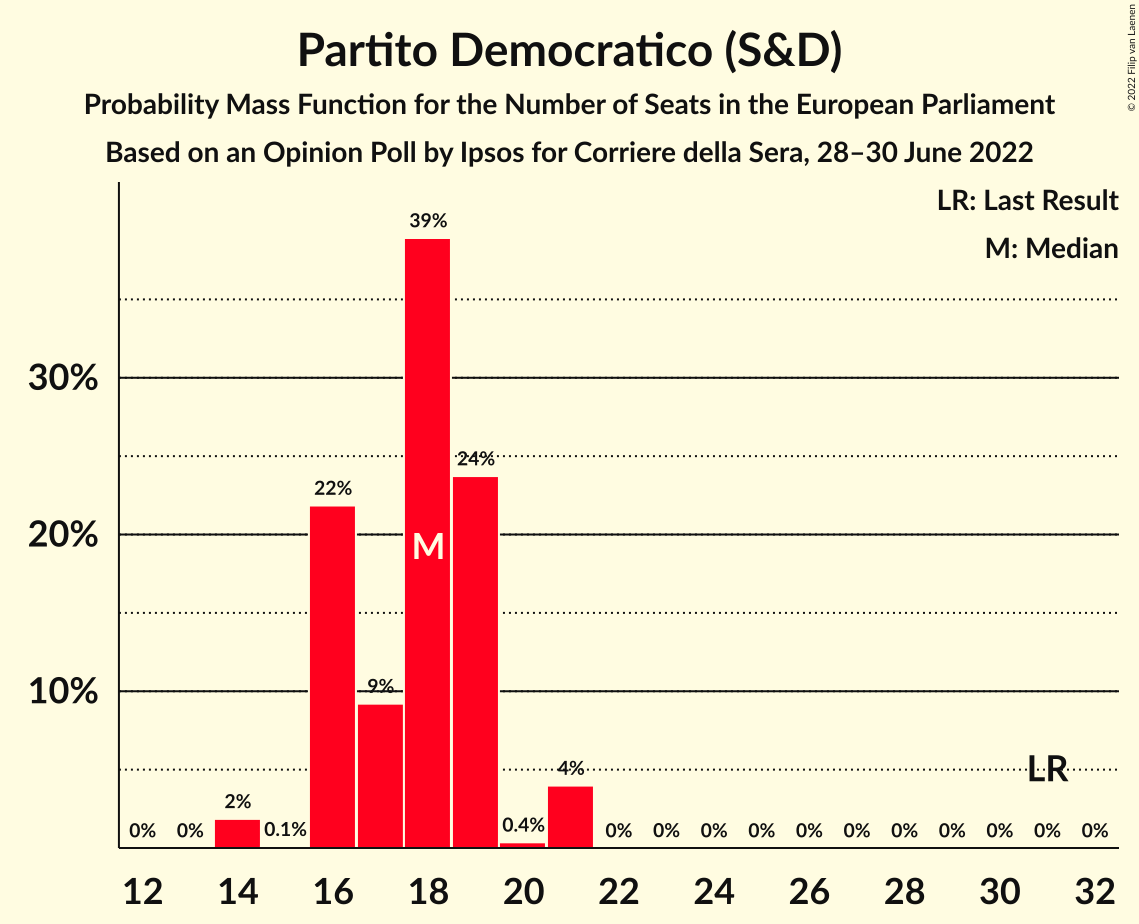 Partito Democratico (S&D)
Probability Mass Function for the Number of Seats in the European Parliament
Based on an Opinion Poll by Ipsos for Corriere della Sera, 28–30 June 2022
© 2022 Filip van Laenen
LR: Last Result
M: Median
39%
30%
24%
22%
20%
M
10%
9%
LR
4%
2%
0.4%
0% 0% 0.1% 0% 0% 0% 0% 0% 0% 0% 0% 0% 0% 0%
12 14 16 18 20 22 24 26 28 30 32